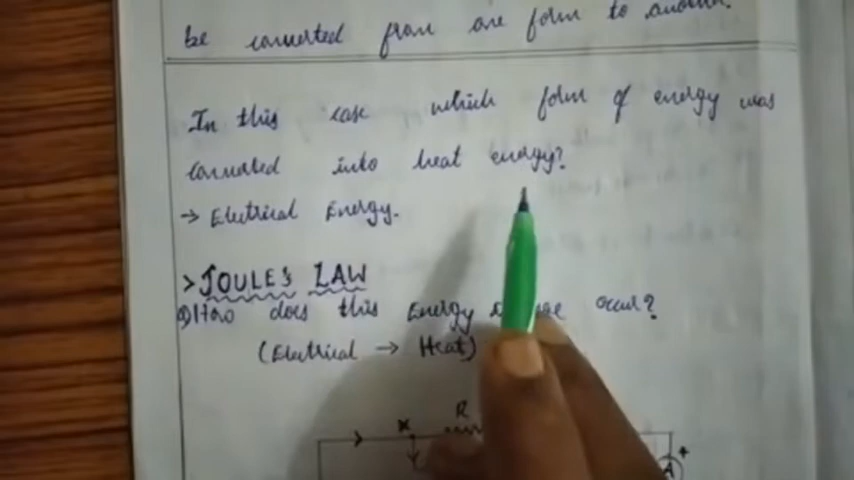 be converted from one form to another.
In this case which form of energy was
converted into heat energy?
→ Electrical Energy.
> JOULE's LAW
Q) How does this Energy occur?
(Electrical → Heat)
R
X
A +